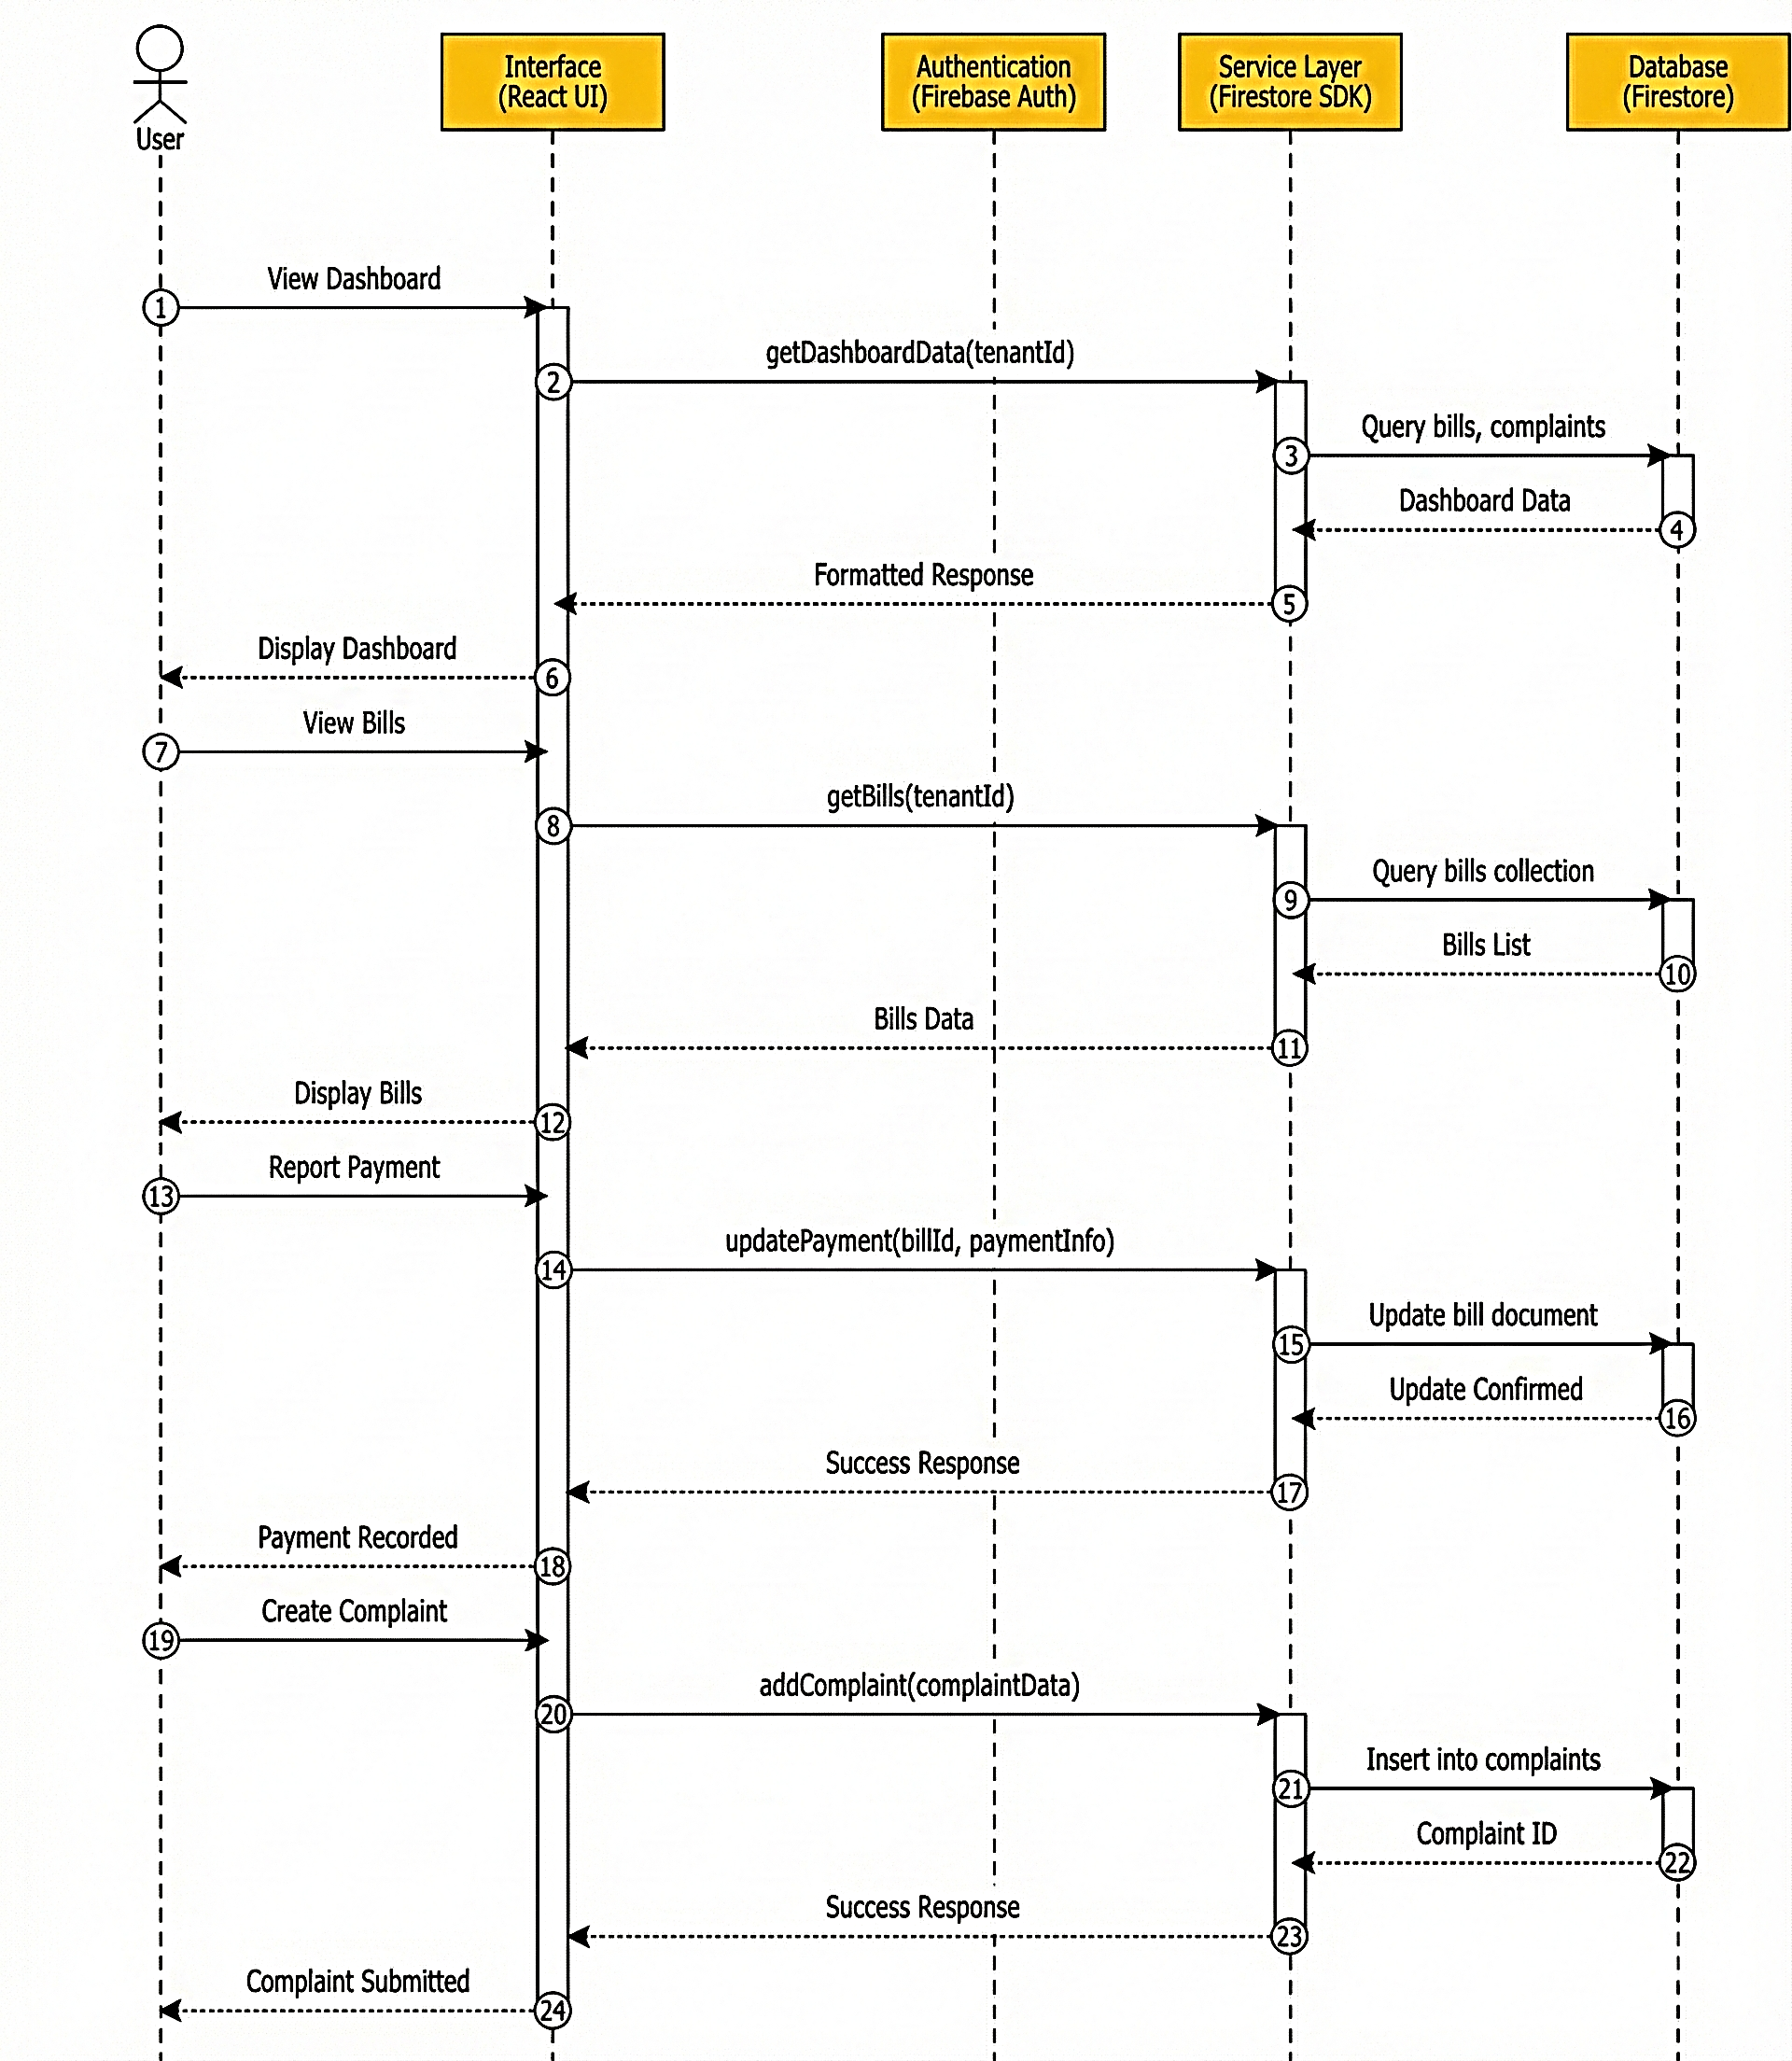 User
Interface
(React UI)
Authentication
(Firebase Auth)
Service Layer
(Firestore SDK)
Database
(Firestore)
View Dashboard
1
getDashboardData(tenantId)
2
Query bills, complaints
3
Dashboard Data
4
Formatted Response
5
Display Dashboard
6
View Bills
7
getBills(tenantId)
8
Query bills collection
9
Bills List
10
Bills Data
11
Display Bills
12
Report Payment
13
updatePayment(billId, paymentInfo)
14
Update bill document
15
Update Confirmed
16
Success Response
17
Payment Recorded
18
Create Complaint
19
addComplaint(complaintData)
20
Insert into complaints
21
Complaint ID
22
Success Response
23
Complaint Submitted
24